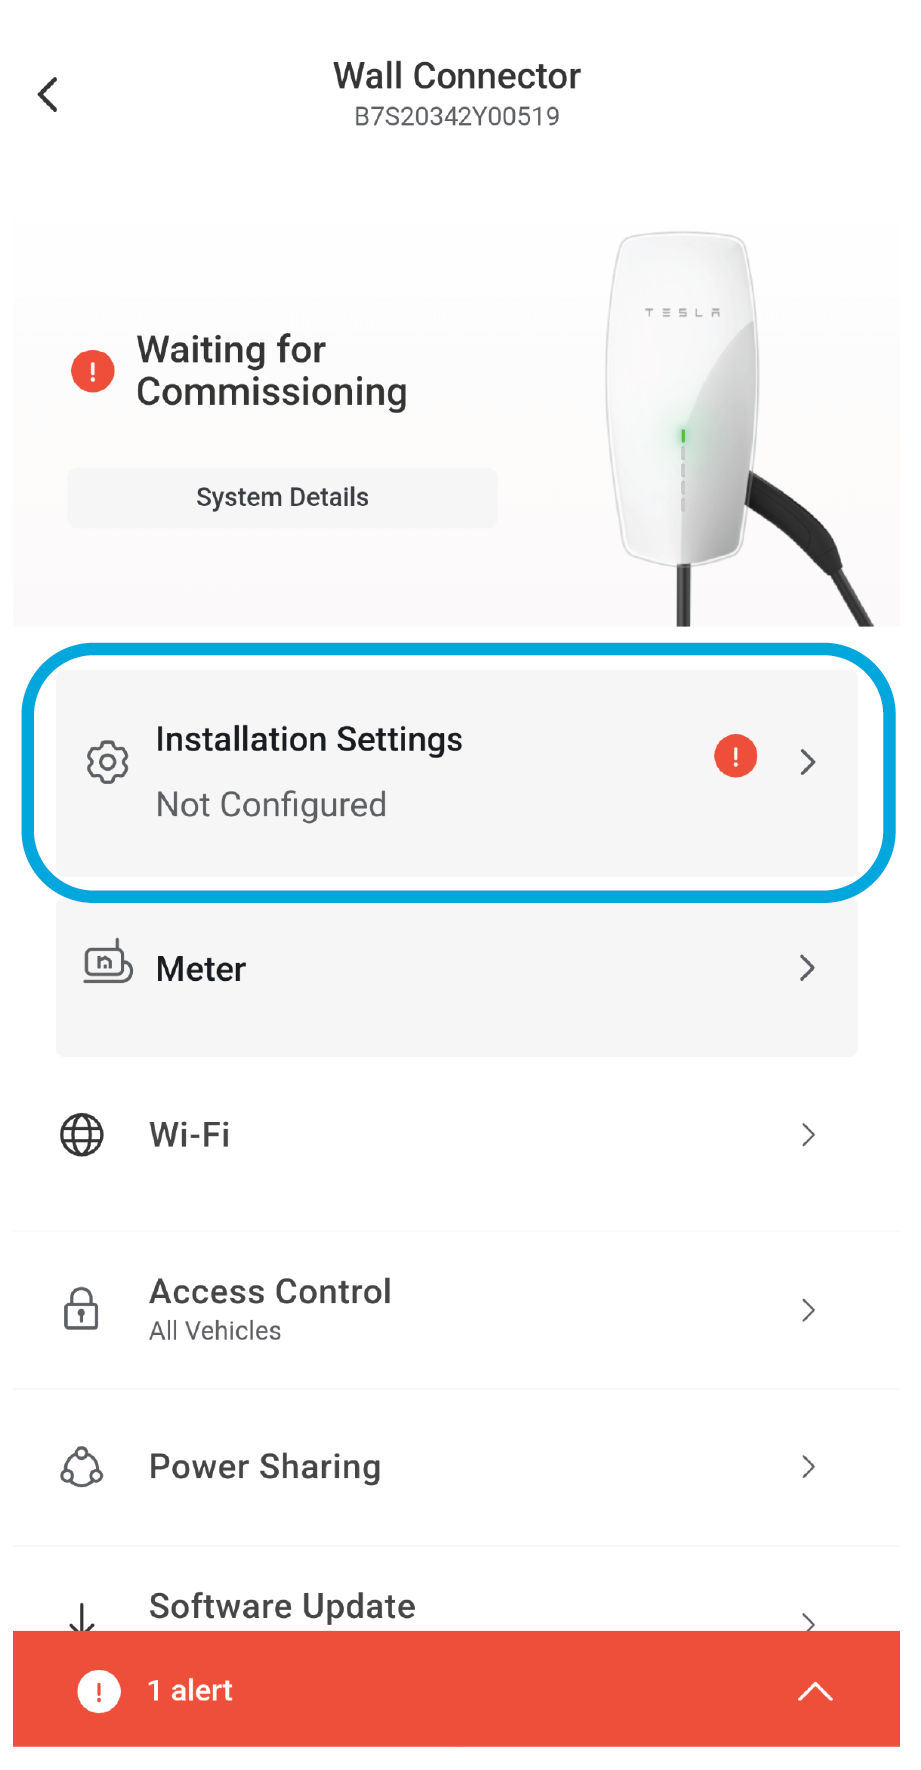 Wall Connector
B7S20342Y00519
TESLA
Waiting for
Commissioning
System Details
Installation Settings
Not Configured
Meter
Wi-Fi
Access Control
All Vehicles
Power Sharing
Software Update
1 alert